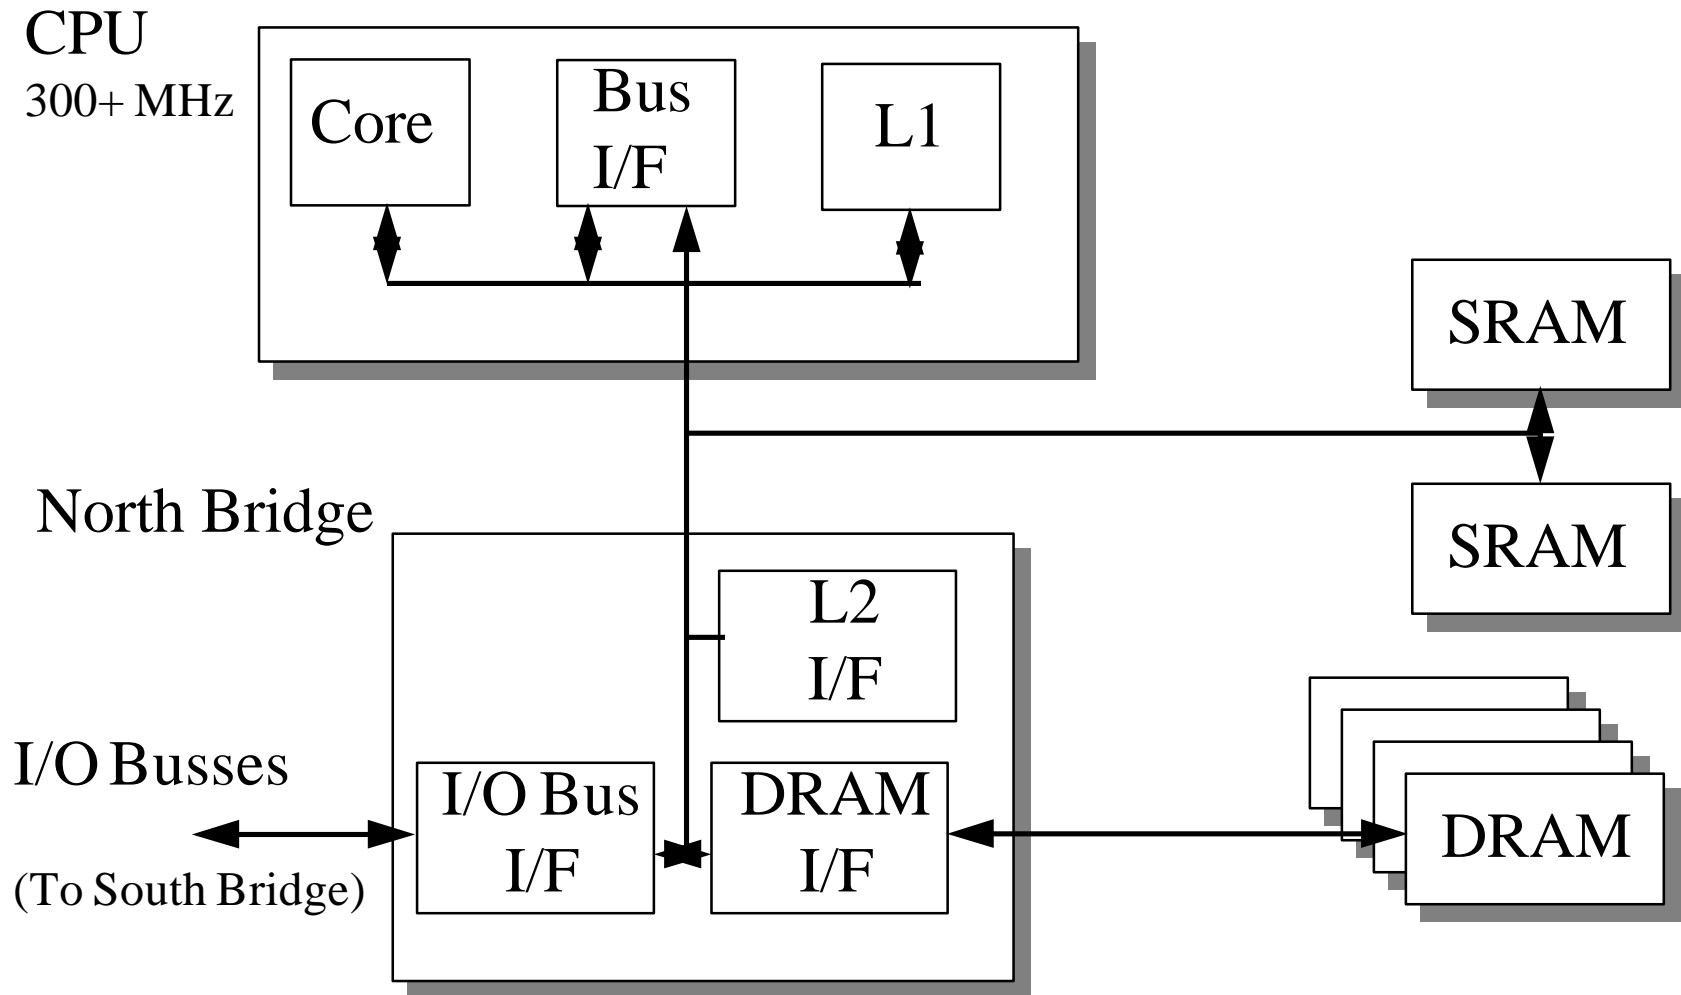 CPU
300+ MHz
Core
Bus
I/F
L1
SRAM
SRAM
North Bridge
L2
I/F
I/O Busses
(To South Bridge)
I/O Bus
I/F
DRAM
I/F
DRAM